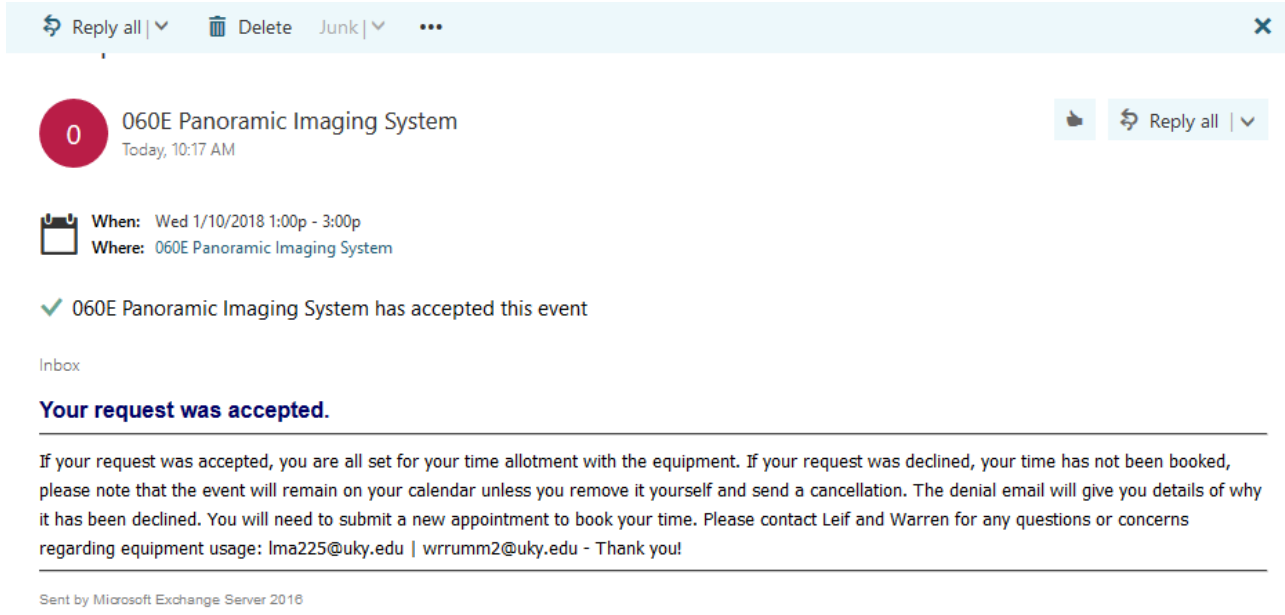 Reply all | Delete Junk |
0 060E Panoramic Imaging System Reply all |
Today, 10:17 AM
When: Wed 1/10/2018 1:00p - 3:00p
Where: 060E Panoramic Imaging System
060E Panoramic Imaging System has accepted this event
Inbox
Your request was accepted.
If your request was accepted, you are all set for your time allotment with the equipment. If your request was declined, your time has not been booked,
please note that the event will remain on your calendar unless you remove it yourself and send a cancellation. The denial email will give you details of why
it has been declined. You will need to submit a new appointment to book your time. Please contact Leif and Warren for any questions or concerns
regarding equipment usage: lma225@uky.edu | wrrumm2@uky.edu - Thank you!
Sent by Microsoft Exchange Server 2016